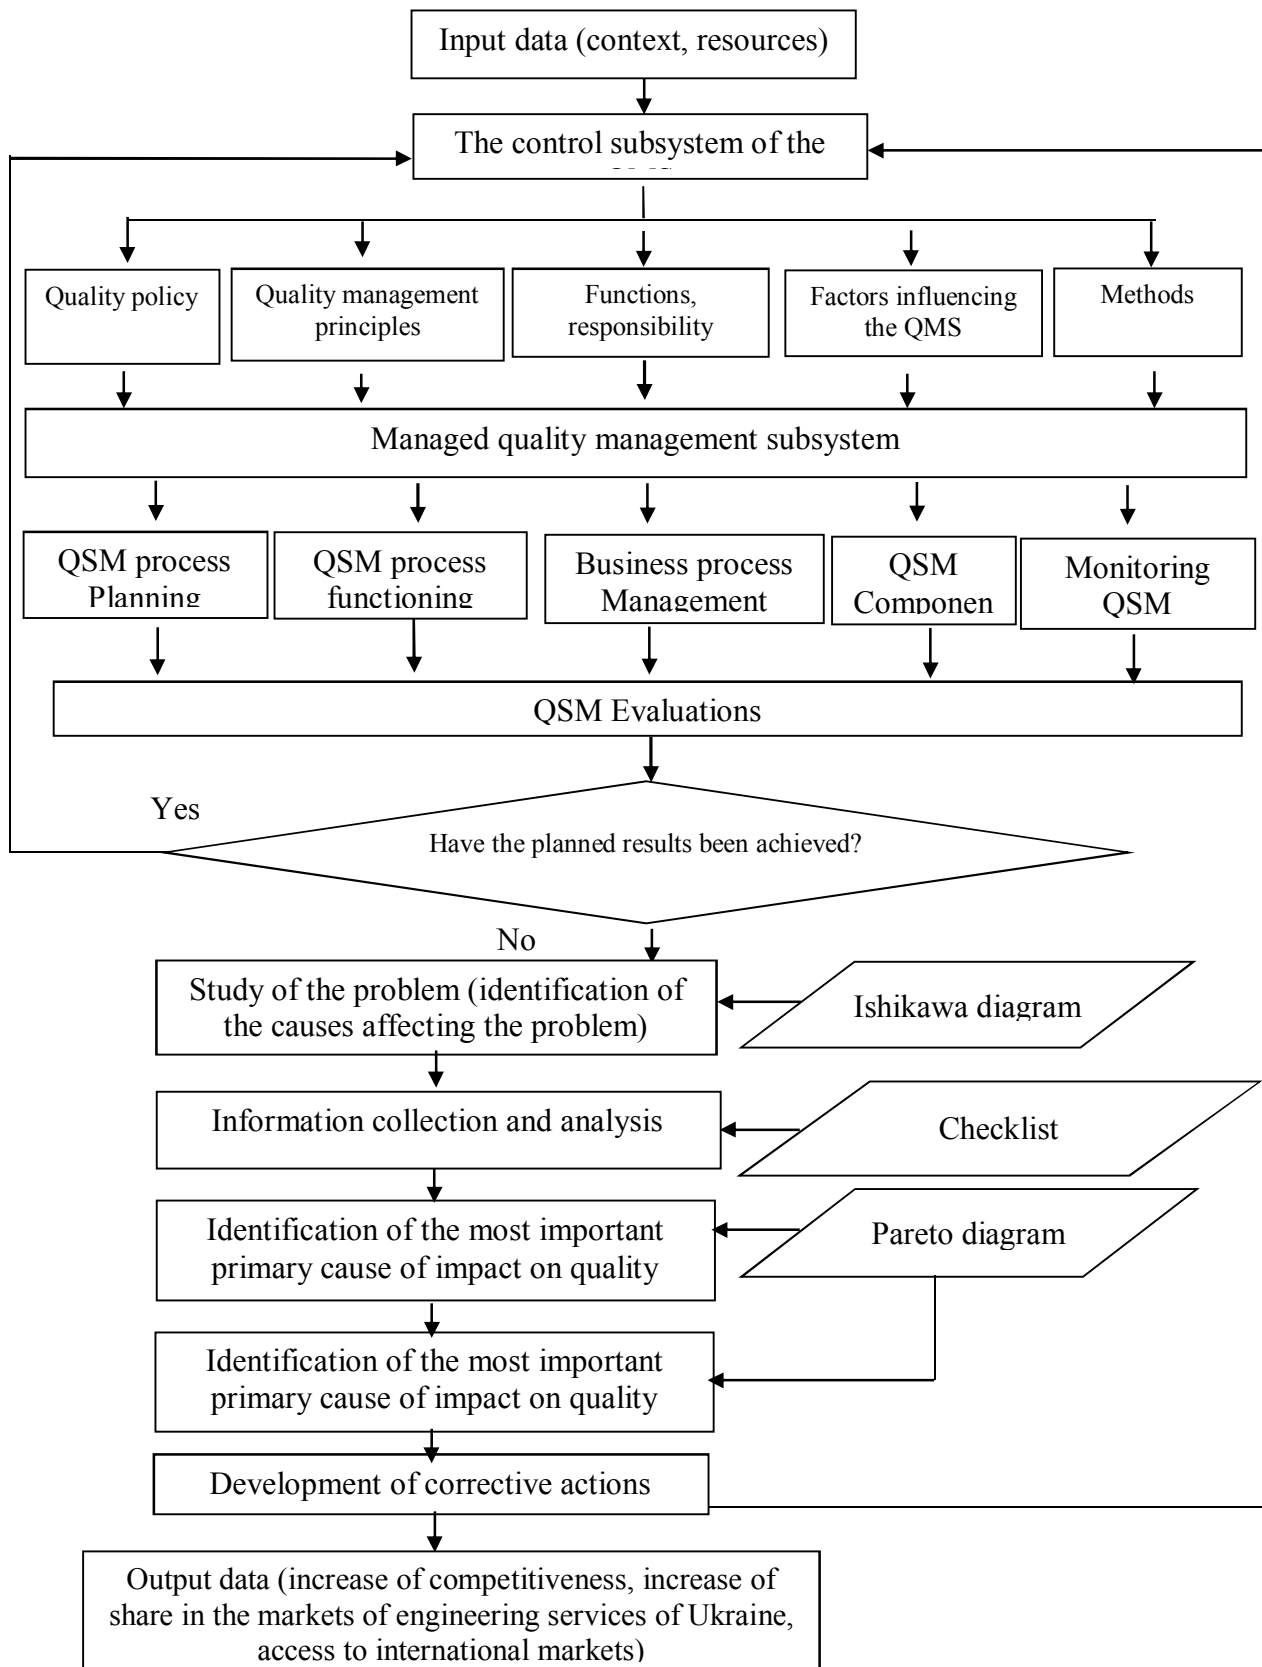 Input data (context, resources)
The control subsystem of the
Quality policy
Quality management
principles
Functions,
responsibility
Factors influencing
the QMS
Methods
Managed quality management subsystem
QSM process
Planning
QSM process
functioning
Business process
Management
QSM
Componen
Monitoring
QSM
QSM Evaluations
Yes
Have the planned results been achieved?
No
Study of the problem (identification of
the causes affecting the problem)
Ishikawa diagram
Information collection and analysis
Checklist
Identification of the most important
primary cause of impact on quality
Pareto diagram
Identification of the most important
primary cause of impact on quality
Development of corrective actions
Output data (increase of competitiveness, increase of
share in the markets of engineering services of Ukraine,
access to international markets)